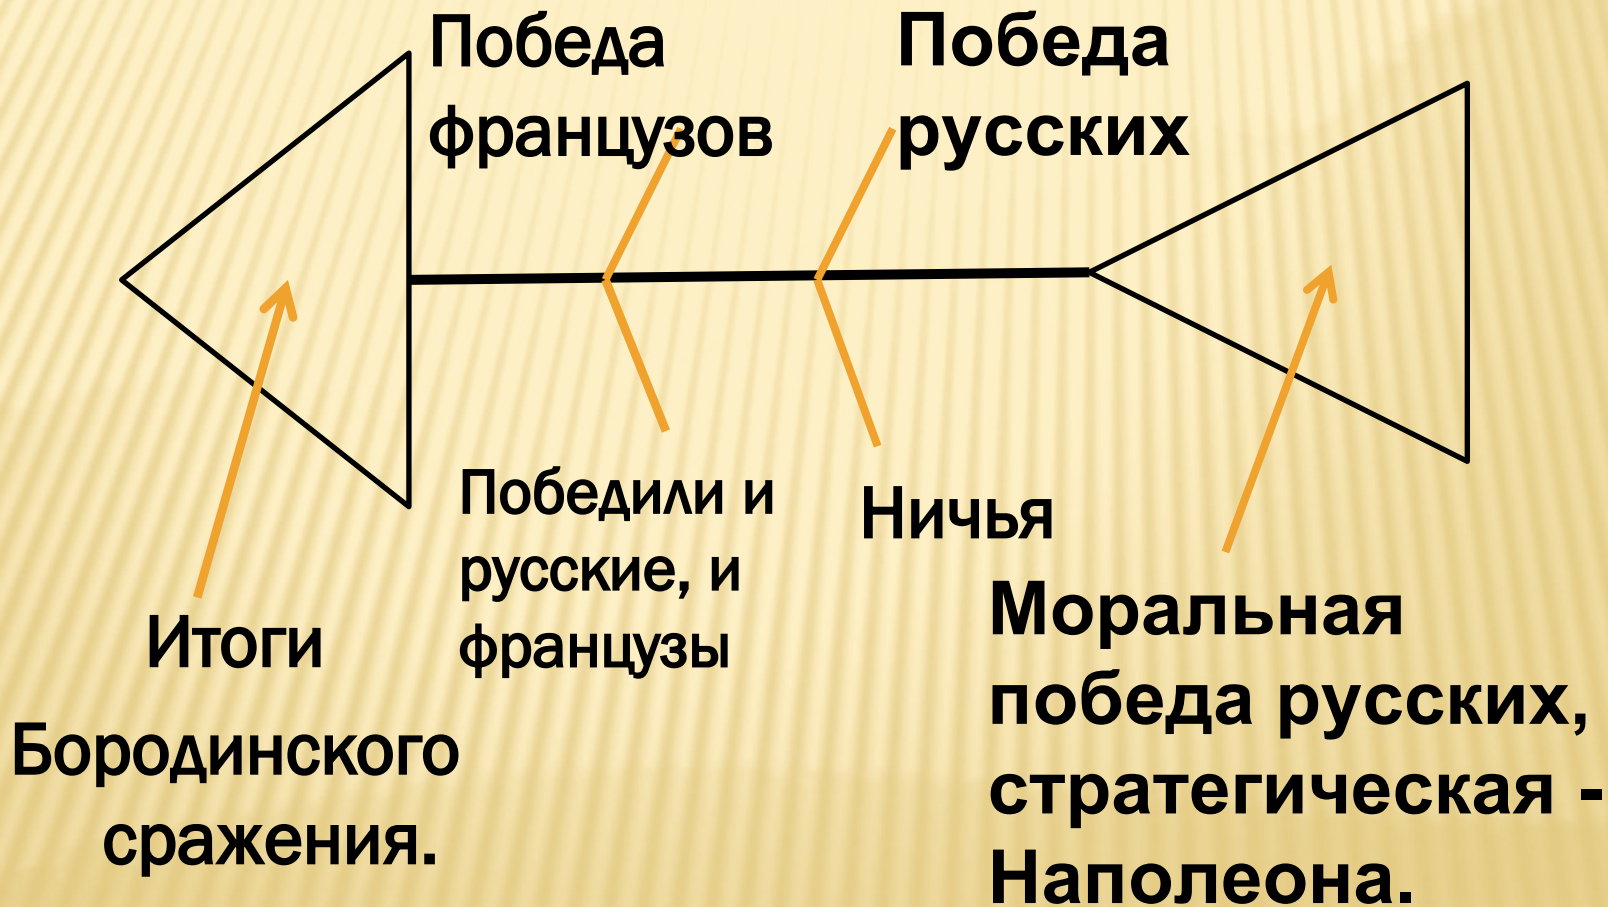 Победа
французов
Победа
русских
Победили и
русские, и
французы
Ничья
Итоги
Бородинского
сражения.
Моральная
победа русских,
стратегическая -
Наполеона.